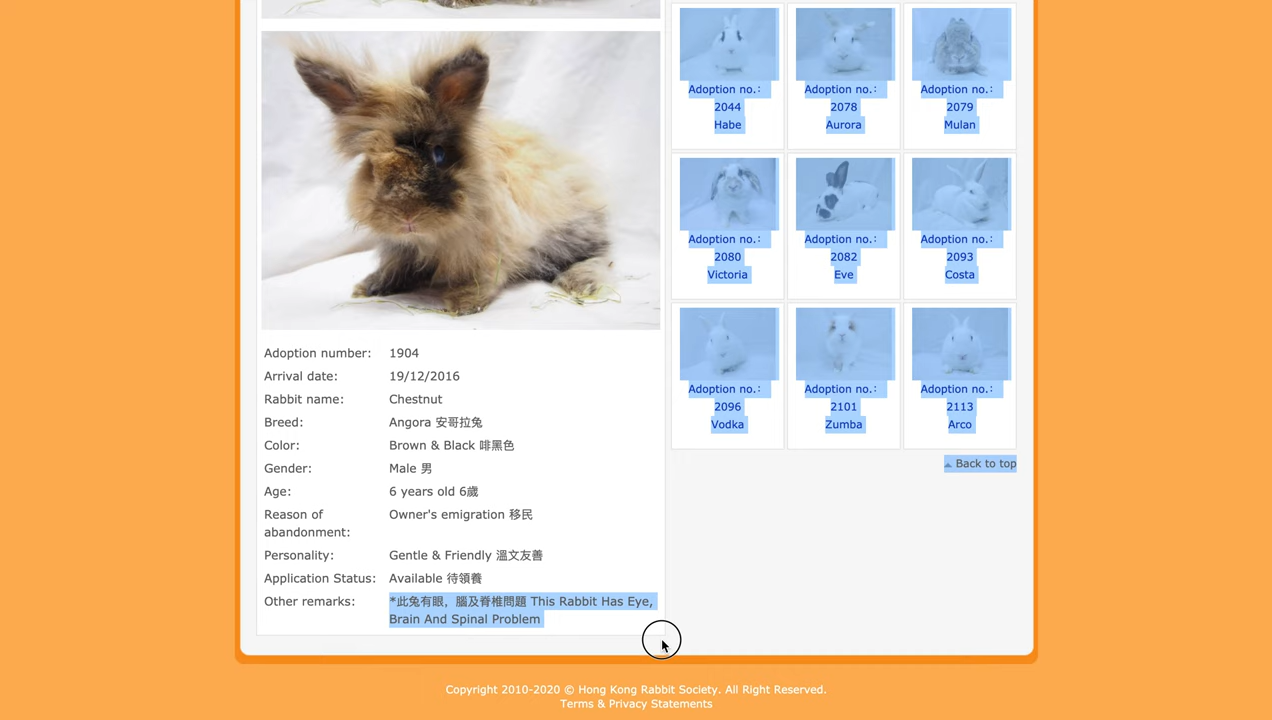 Adoption number: 1904
Arrival date: 19/12/2016
Rabbit name: Chestnut
Breed: Angora 安哥拉兔
Color: Brown & Black 啡黑色
Gender: Male 男
Age: 6 years old 6歲
Reason of abandonment: Owner's emigration 移民
Personality: Gentle & Friendly 溫文友善
Application Status: Available 待領養
Other remarks: *此兔有眼，腦及脊椎問題 This Rabbit Has Eye,
Brain And Spinal Problem
Adoption no.:
2044
Habe
Adoption no.:
2078
Aurora
Adoption no.:
2079
Mulan
Adoption no.:
2080
Victoria
Adoption no.:
2082
Eve
Adoption no.:
2093
Costa
Adoption no.:
2096
Vodka
Adoption no.:
2101
Zumba
Adoption no.:
2113
Arco
Back to top
Copyright 2010-2020 © Hong Kong Rabbit Society. All Right Reserved.
Terms & Privacy Statements